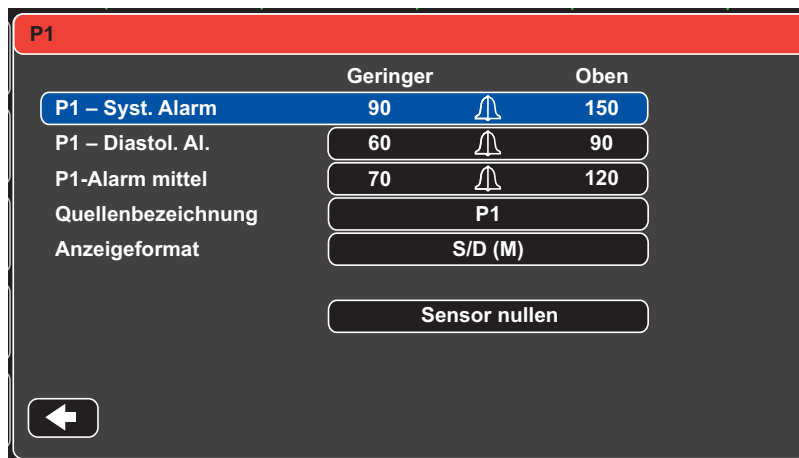 P1
Geringer Oben
P1 – Syst. Alarm 90 150
P1 – Diastol. Al. 60 90
P1-Alarm mittel 70 120
Quellenbezeichnung P1
Anzeigeformat S/D (M)
Sensor nullen